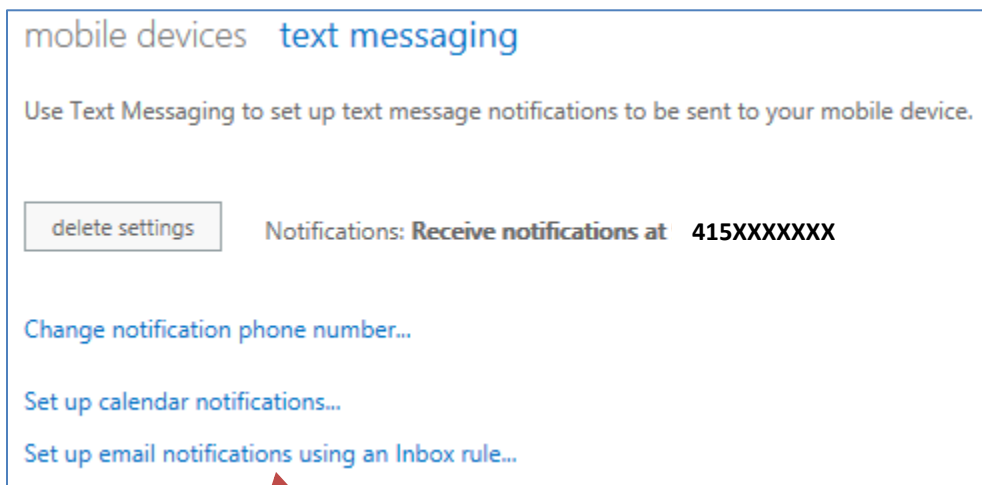 mobile devices text messaging
Use Text Messaging to set up text message notifications to be sent to your mobile device.
delete settings Notifications: Receive notifications at 415XXXXXXX
Change notification phone number...
Set up calendar notifications...
Set up email notifications using an Inbox rule...